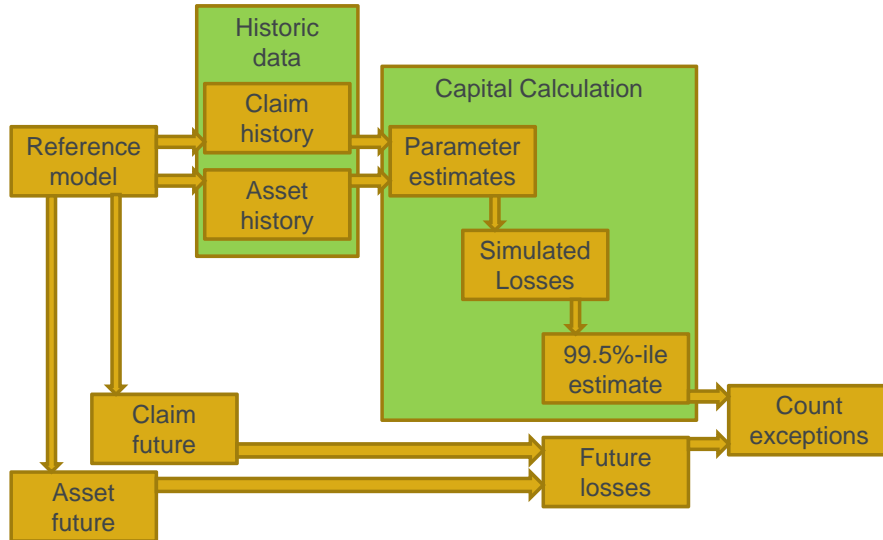 Historic
data
Capital Calculation
Claim
history
Reference
model
Parameter
estimates
Asset
history
Simulated
Losses
99.5%-ile
estimate
Claim
future
Count
exceptions
Future
losses
Asset
future